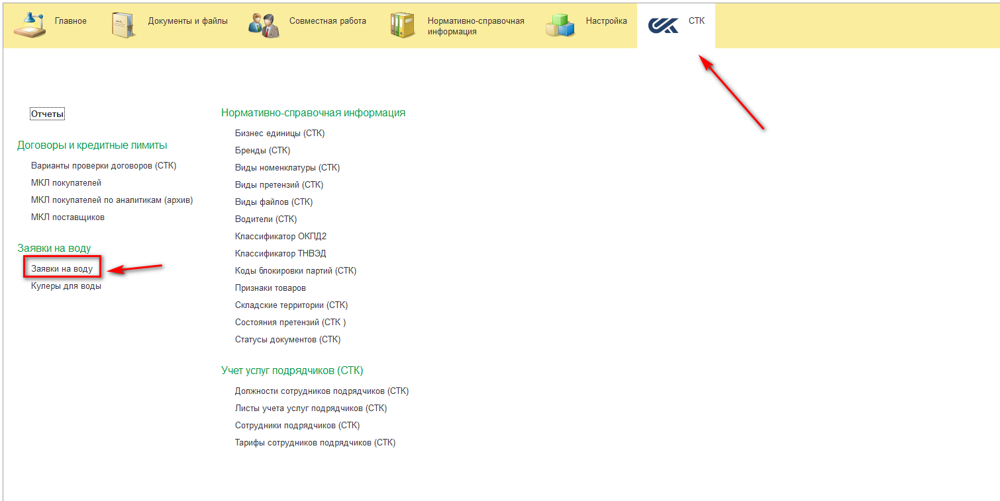 Главное
Документы и файлы
Совместная работа
Нормативно-справочная
информация
Настройка
СТК
Отчеты
Договоры и кредитные лимиты
Варианты проверки договоров (СТК)
МКЛ покупателей
МКЛ покупателей по аналитикам (архив)
МКЛ поставщиков
Заявки на воду
Заявки на воду
Кулеры для воды
Нормативно-справочная информация
Бизнес единицы (СТК)
Бренды (СТК)
Виды номенклатуры (СТК)
Виды претензий (СТК)
Виды файлов (СТК)
Водители (СТК)
Классификатор ОКПД2
Классификатор ТНВЭД
Коды блокировки партий (СТК)
Признаки товаров
Складские территории (СТК)
Состояния претензий (СТК )
Статусы документов (СТК)
Учет услуг подрядчиков (СТК)
Должности сотрудников подрядчиков (СТК)
Листы учета услуг подрядчиков (СТК)
Сотрудники подрядчиков (СТК)
Тарифы сотрудников подрядчиков (СТК)